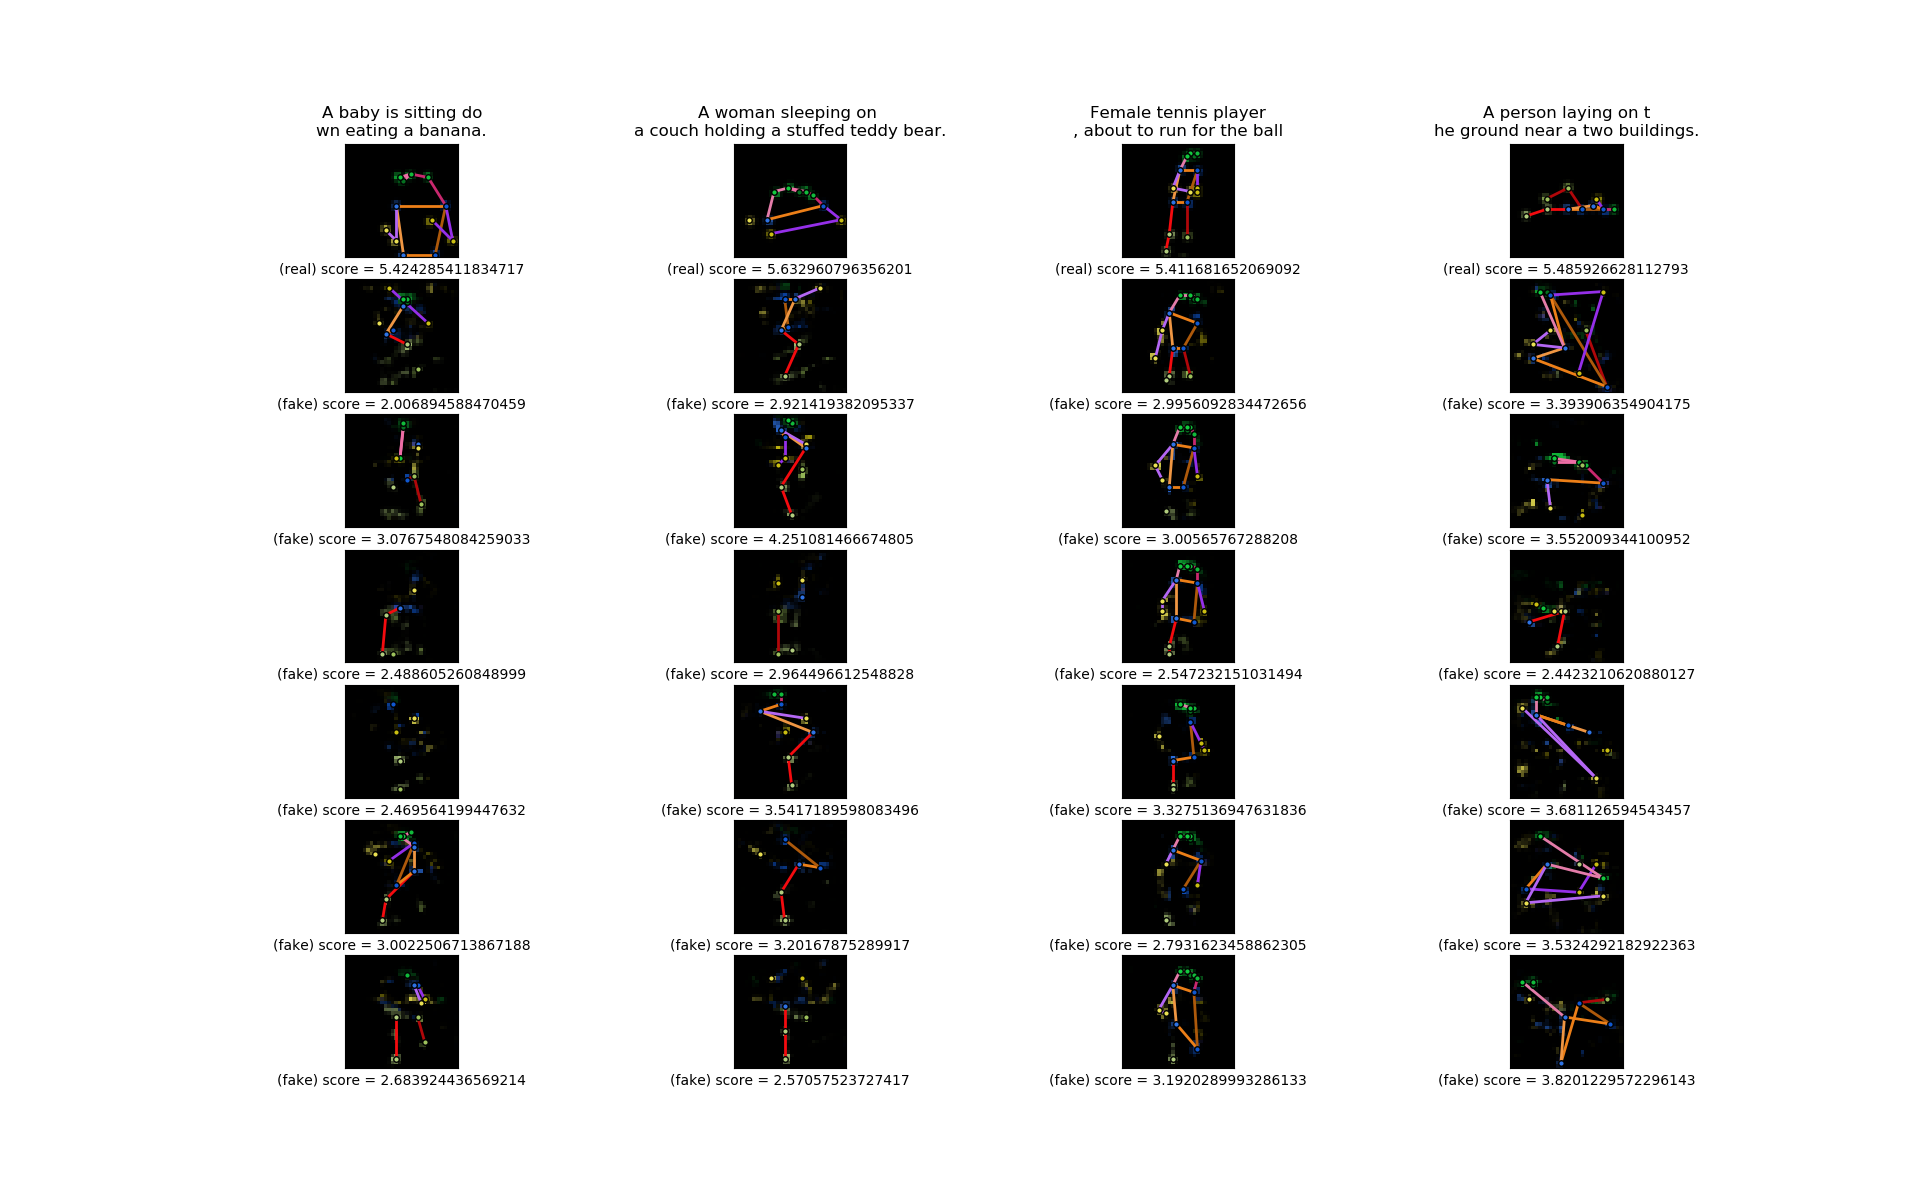 A baby is sitting do
wn eating a banana.
A woman sleeping on
a couch holding a stuffed teddy bear.
Female tennis player
, about to run for the ball
A person laying on t
he ground near a two buildings.
(real) score = 5.424285411834717
(real) score = 5.632960796356201
(real) score = 5.411681652069092
(real) score = 5.485926628112793
(fake) score = 2.006894588470459
(fake) score = 2.921419382095337
(fake) score = 2.9956092834472656
(fake) score = 3.393906354904175
(fake) score = 3.0767548084259033
(fake) score = 4.251081466674805
(fake) score = 3.00565767288208
(fake) score = 3.552009344100952
(fake) score = 2.488605260848999
(fake) score = 2.964496612548828
(fake) score = 2.547232151031494
(fake) score = 2.4423210620880127
(fake) score = 2.469564199447632
(fake) score = 3.5417189598083496
(fake) score = 3.3275136947631836
(fake) score = 3.681126594543457
(fake) score = 3.0022506713867188
(fake) score = 3.20167875289917
(fake) score = 2.7931623458862305
(fake) score = 3.5324292182922363
(fake) score = 2.683924436569214
(fake) score = 2.57057523727417
(fake) score = 3.1920289993286133
(fake) score = 3.8201229572296143